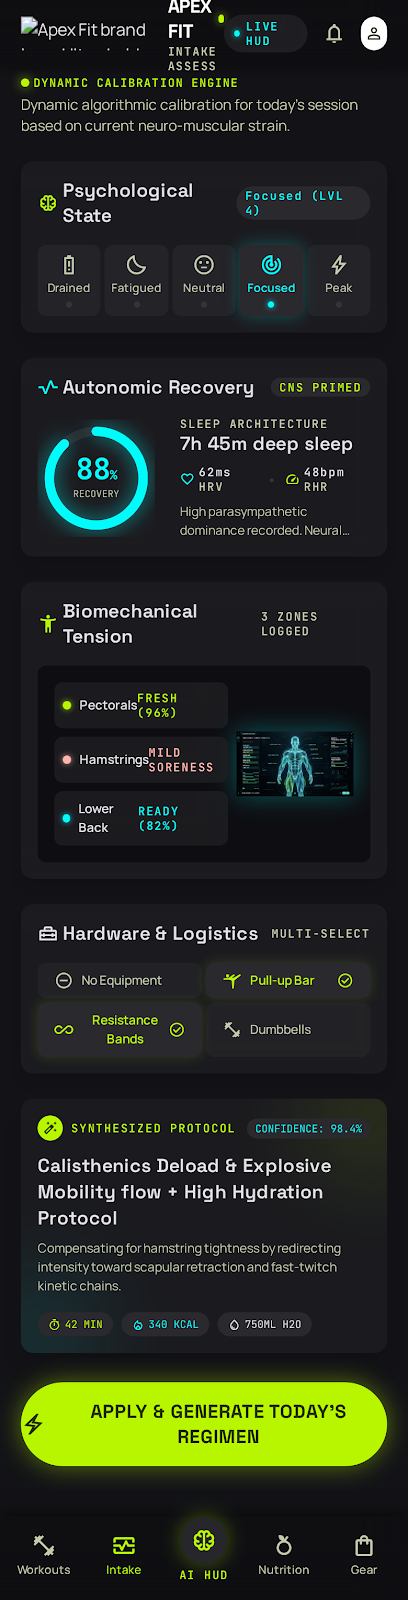 Apex Fit brand
APEX
FIT
INTAKE
ASSESS
LIVE
HUD
DYNAMIC CALIBRATION ENGINE
Dynamic algorithmic calibration for today's session
based on current neuro-muscular strain.
Psychological
State
Focused (LVL
4)
Drained
Fatigued
Neutral
Focused
Peak
Autonomic Recovery
CNS PRIMED
88%
RECOVERY
SLEEP ARCHITECTURE
7h 45m deep sleep
62ms
HRV
48bpm
RHR
High parasympathetic
dominance recorded. Neural…
Biomechanical
Tension
3 ZONES
LOGGED
Pectorals
FRESH
(96%)
Hamstrings
MILD
SORENESS
Lower
Back
READY
(82%)
Hardware & Logistics
MULTI-SELECT
No Equipment
Pull-up Bar
Resistance
Bands
Dumbbells
SYNTHESIZED PROTOCOL
CONFIDENCE: 98.4%
Calisthenics Deload & Explosive
Mobility flow + High Hydration
Protocol
Compensating for hamstring tightness by redirecting
intensity toward scapular retraction and fast-twitch
kinetic chains.
42 MIN
340 KCAL
750ML H2O
APPLY & GENERATE TODAY'S
REGIMEN
Workouts
Intake
AI HUD
Nutrition
Gear